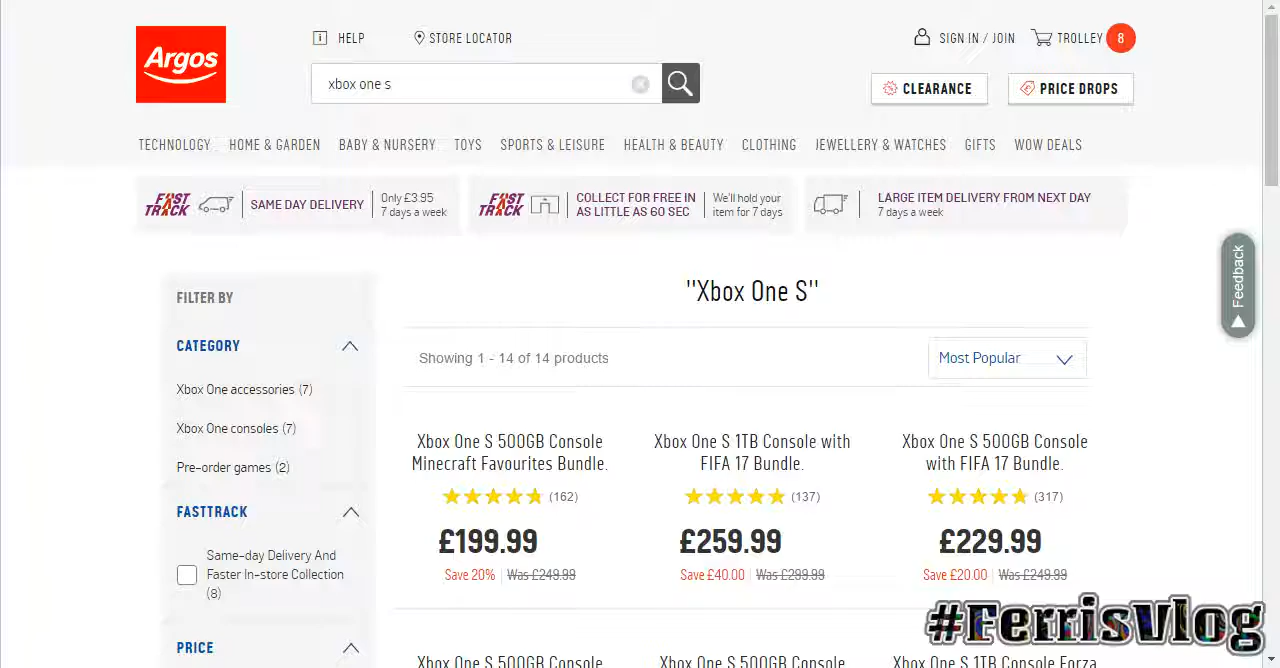 Argos
i HELP
STORE LOCATOR
SIGN IN / JOIN
TROLLEY 8
xbox one s
CLEARANCE
PRICE DROPS
TECHNOLOGY HOME & GARDEN BABY & NURSERY TOYS SPORTS & LEISURE HEALTH & BEAUTY CLOTHING JEWELLERY & WATCHES GIFTS WOW DEALS
FAST TRACK
SAME DAY DELIVERY
Only £3.95
7 days a week
FAST TRACK
COLLECT FOR FREE IN
AS LITTLE AS 60 SEC
We'll hold your
item for 7 days
LARGE ITEM DELIVERY FROM NEXT DAY
7 days a week
Feedback
FILTER BY
CATEGORY
Xbox One accessories (7)
Xbox One consoles (7)
Pre-order games (2)
FASTTRACK
Same-day Delivery And
Faster In-store Collection
(8)
PRICE
"Xbox One S"
Showing 1 - 14 of 14 products
Most Popular
Xbox One S 500GB Console
Minecraft Favourites Bundle.
(162)
£199.99
Save 20% Was £249.99
Xbox One S 1TB Console with
FIFA 17 Bundle.
(137)
£259.99
Save £40.00 Was £299.99
Xbox One S 500GB Console
with FIFA 17 Bundle.
(317)
£229.99
Save £20.00 Was £249.99
Xbox One S 500GB Console
Xbox One S 500GB Console
Xbox One S 1TB Console Forza
#FerrisVlog